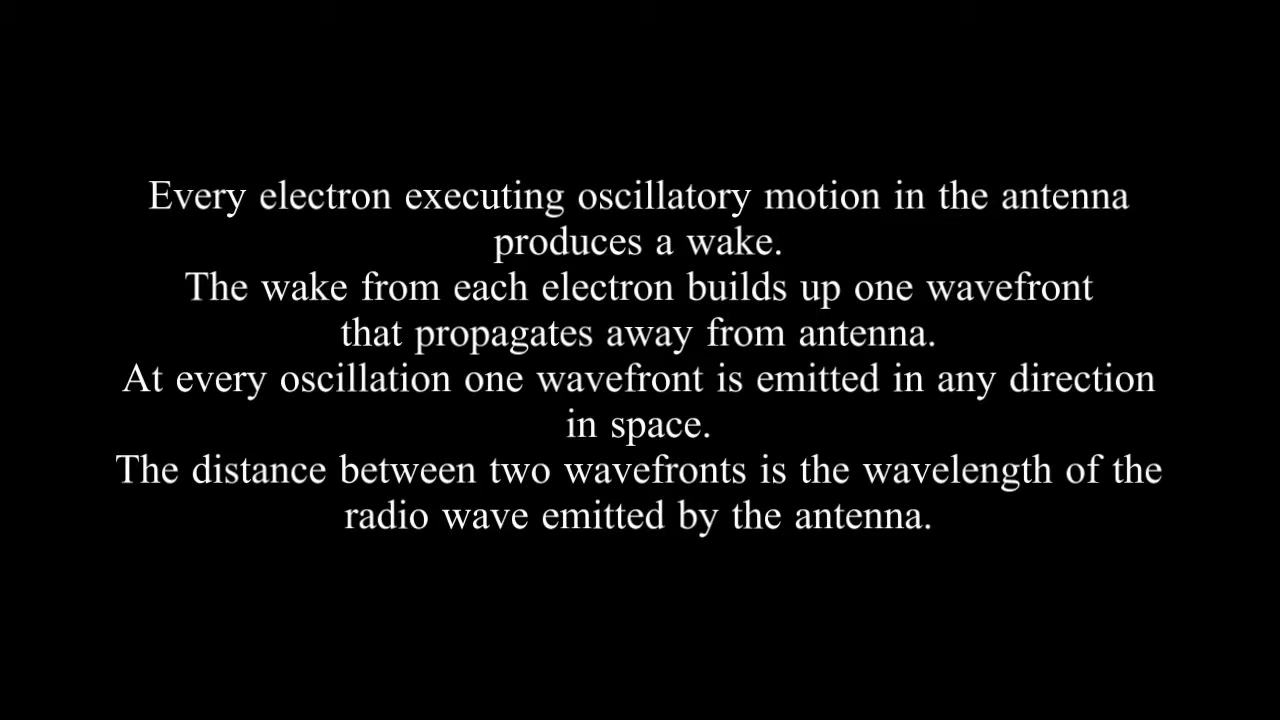 Every electron executing oscillatory motion in the antenna
produces a wake.
The wake from each electron builds up one wavefront
that propagates away from antenna.
At every oscillation one wavefront is emitted in any direction
in space.
The distance between two wavefronts is the wavelength of the
radio wave emitted by the antenna.